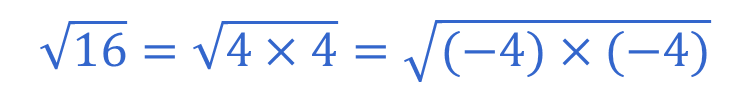 √16 = √4 × 4 = √(−4) × (−4)